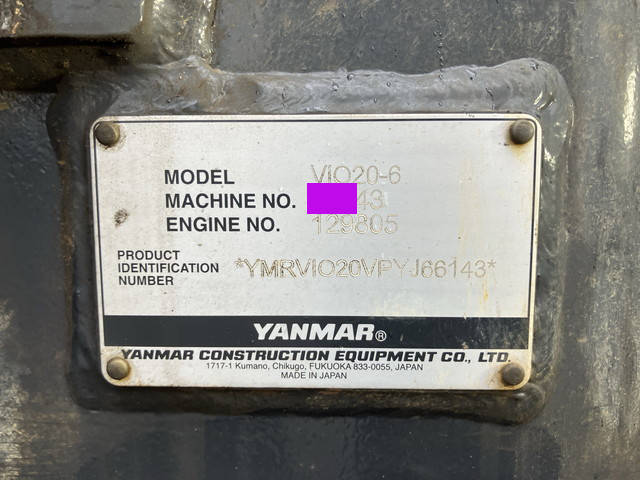 MODEL VIO20-6
MACHINE NO. 43
ENGINE NO. 129805
PRODUCT
IDENTIFICATION
NUMBER
*YMRVIO20VPYJ66143*
YANMAR®
YANMAR CONSTRUCTION EQUIPMENT CO., LTD.
1717-1 Kumano, Chikugo, FUKUOKA 833-0055, JAPAN
MADE IN JAPAN